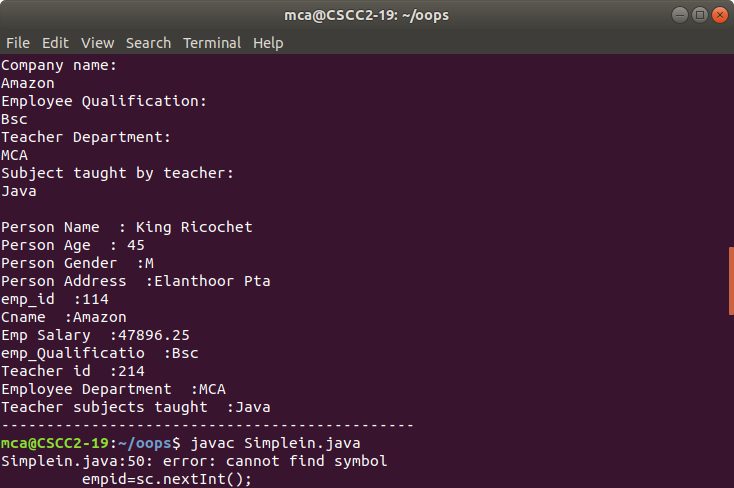 mca@CSCC2-19: ~/oops
File Edit View Search Terminal Help
Company name:
Amazon
Employee Qualification:
Bsc
Teacher Department:
MCA
Subject taught by teacher:
Java
Person Name  : King Ricochet
Person Age  : 45
Person Gender  :M
Person Address  :Elanthoor Pta
emp_id  :114
Cname  :Amazon
Emp Salary  :47896.25
emp_Qualificatio  :Bsc
Teacher id  :214
Employee Department  :MCA
Teacher subjects taught  :Java
----------------------------------------------
mca@CSCC2-19:~/oops$ javac Simplein.java
Simplein.java:50: error: cannot find symbol
         empid=sc.nextInt();